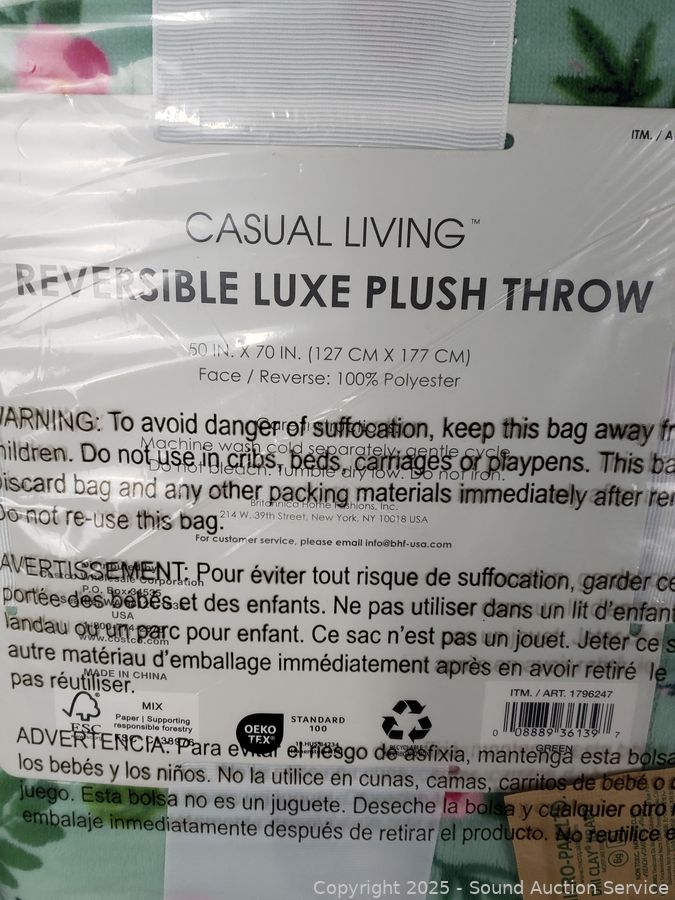 ITM. / A
CASUAL LIVING™
REVERSIBLE LUXE PLUSH THROW
50 IN. X 70 IN. (127 CM X 177 CM)
Face / Reverse: 100% Polyester
WARNING: To avoid danger of suffocation, keep this bag away fr
Machine wash cold separately, gentle cycle.
hildren. Do not use in cribs, beds, carriages or playpens. This ba
Do not bleach. Tumble dry low. Do not iron.
iscard bag and any other packing materials immediately after re
Britannica Home Fashions, Inc.
214 W. 39th Street, New York, NY 10018 USA
Do not re-use this bag.
For customer service, please email info@bhf-usa.com
AVERTISSEMENT: Pour éviter tout risque de suffocation, garder ce
Corporation
P.O. Box 34535
portée des bébés et des enfants. Ne pas utiliser dans un lit d'enfant
USA
landau ou un parc pour enfant. Ce sac n'est pas un jouet. Jeter ce s
www.costco.com
autre matériau d'emballage immédiatement après en avoir retiré le
MADE IN CHINA
pas réutiliser.
FSC
MIX
Paper | Supporting
responsible forestry
OEKO
TEX®
STANDARD
100
ITM. / ART. 1796247
0 08889 36139 7
GREEN
ADVERTENCIA: Para evitar el riesgo de asfixia, mantenga esta bolsa
los bebés y los niños. No la utilice en cunas, camas, carritos de bebé o
juego. Esta bolsa no es un juguete. Deseche la bolsa y cualquier otro
embalaje inmediatamente después de retirar el producto. No reutilice e
Copyright 2025 - Sound Auction Service